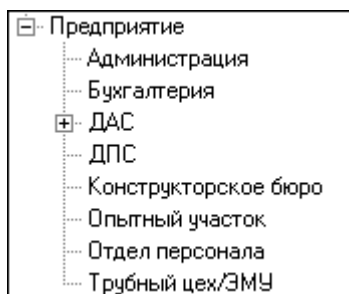 Предприятие
Администрация
Бухгалтерия
ДАС
ДПС
Конструкторское бюро
Опытный участок
Отдел персонала
Трубный цех/ЭМУ